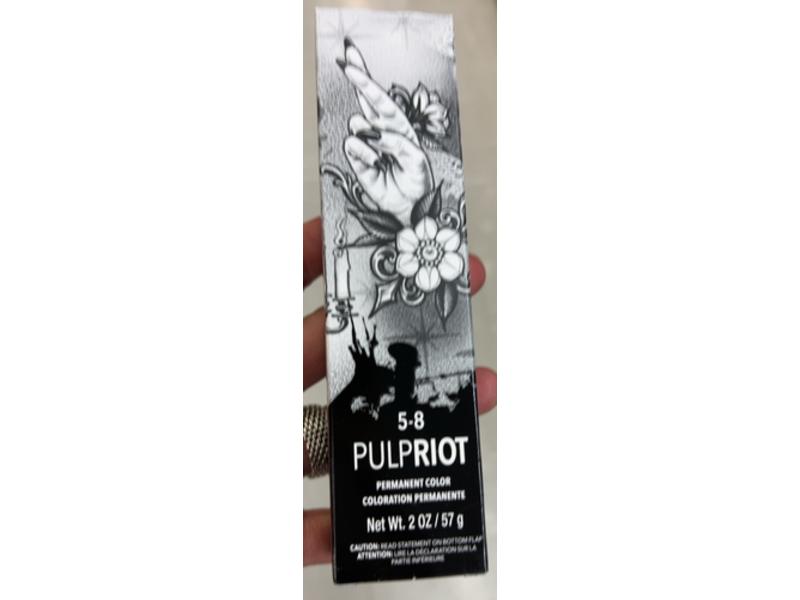 5-8
PULPRIOT
PERMANENT COLOR
COLORATION PERMANENTE
Net Wt. 2 OZ / 57 g
CAUTION: READ STATEMENT ON BOTTOM FLAP
ATTENTION: LIRE LA DÉCLARATION SUR LA
PARTIE INFÉRIEURE